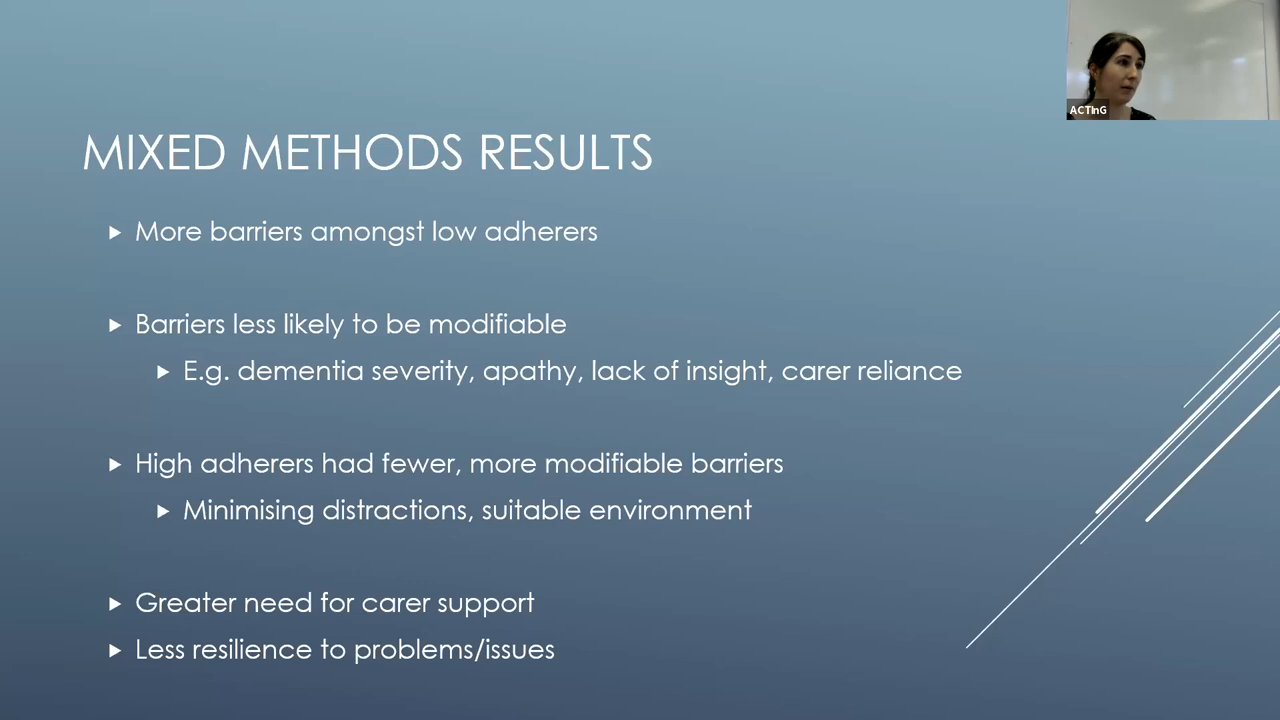 ACTInG
MIXED METHODS RESULTS
More barriers amongst low adherers
Barriers less likely to be modifiable
E.g. dementia severity, apathy, lack of insight, carer reliance
High adherers had fewer, more modifiable barriers
Minimising distractions, suitable environment
Greater need for carer support
Less resilience to problems/issues